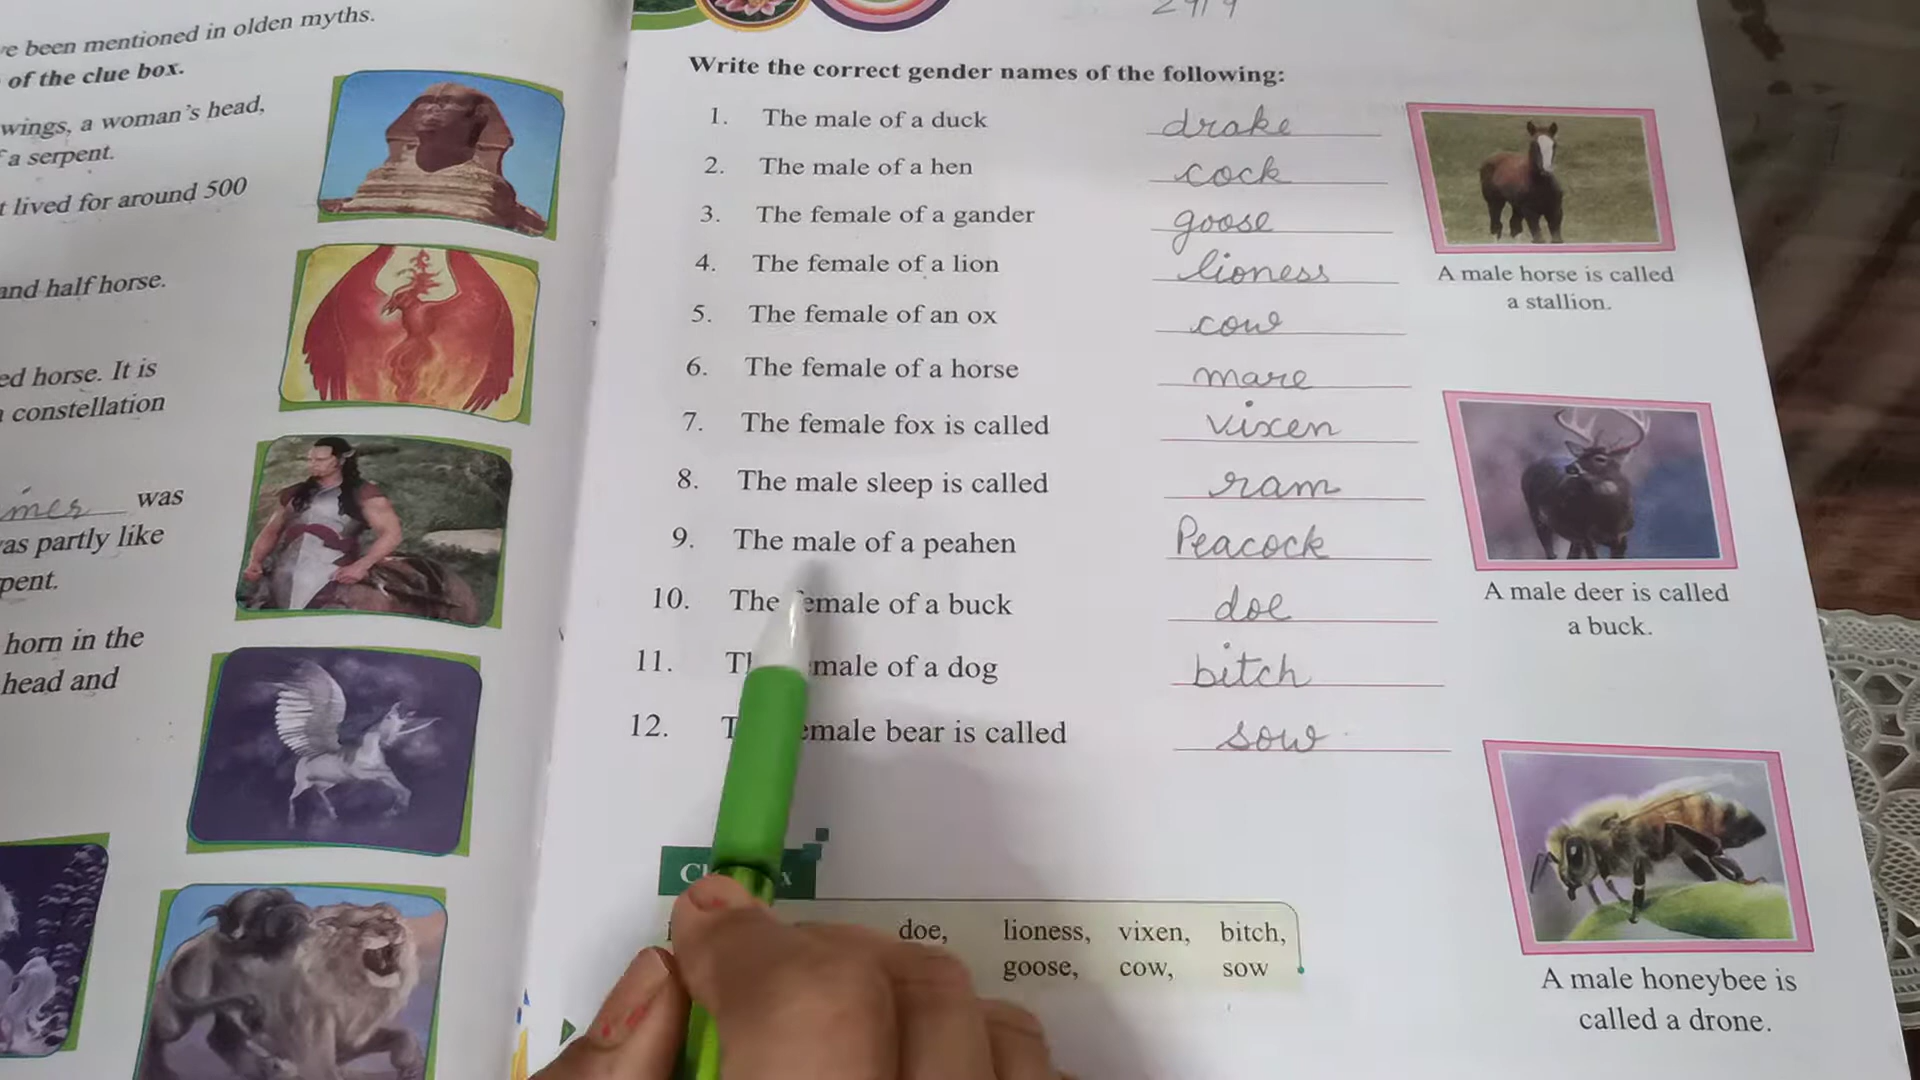 ve been mentioned in olden myths.
of the clue box.
wings, a woman's head,
a serpent.
t lived for around 500
and half horse.
ed horse. It is
constellation
mer was
as partly like
pent.
horn in the
head and
Write the correct gender names of the following:
1. The male of a duck drake
2. The male of a hen cock
3. The female of a gander goose
4. The female of a lion lioness
5. The female of an ox cow
6. The female of a horse mare
7. The female fox is called vixen
8. The male sleep is called ram
9. The male of a peahen Peacock
10. The female of a buck doe
11. male of a dog bitch
12. emale bear is called sow
doe, lioness, vixen, bitch,
goose, cow, sow
A male horse is called
a stallion.
A male deer is called
a buck.
A male honeybee is
called a drone.